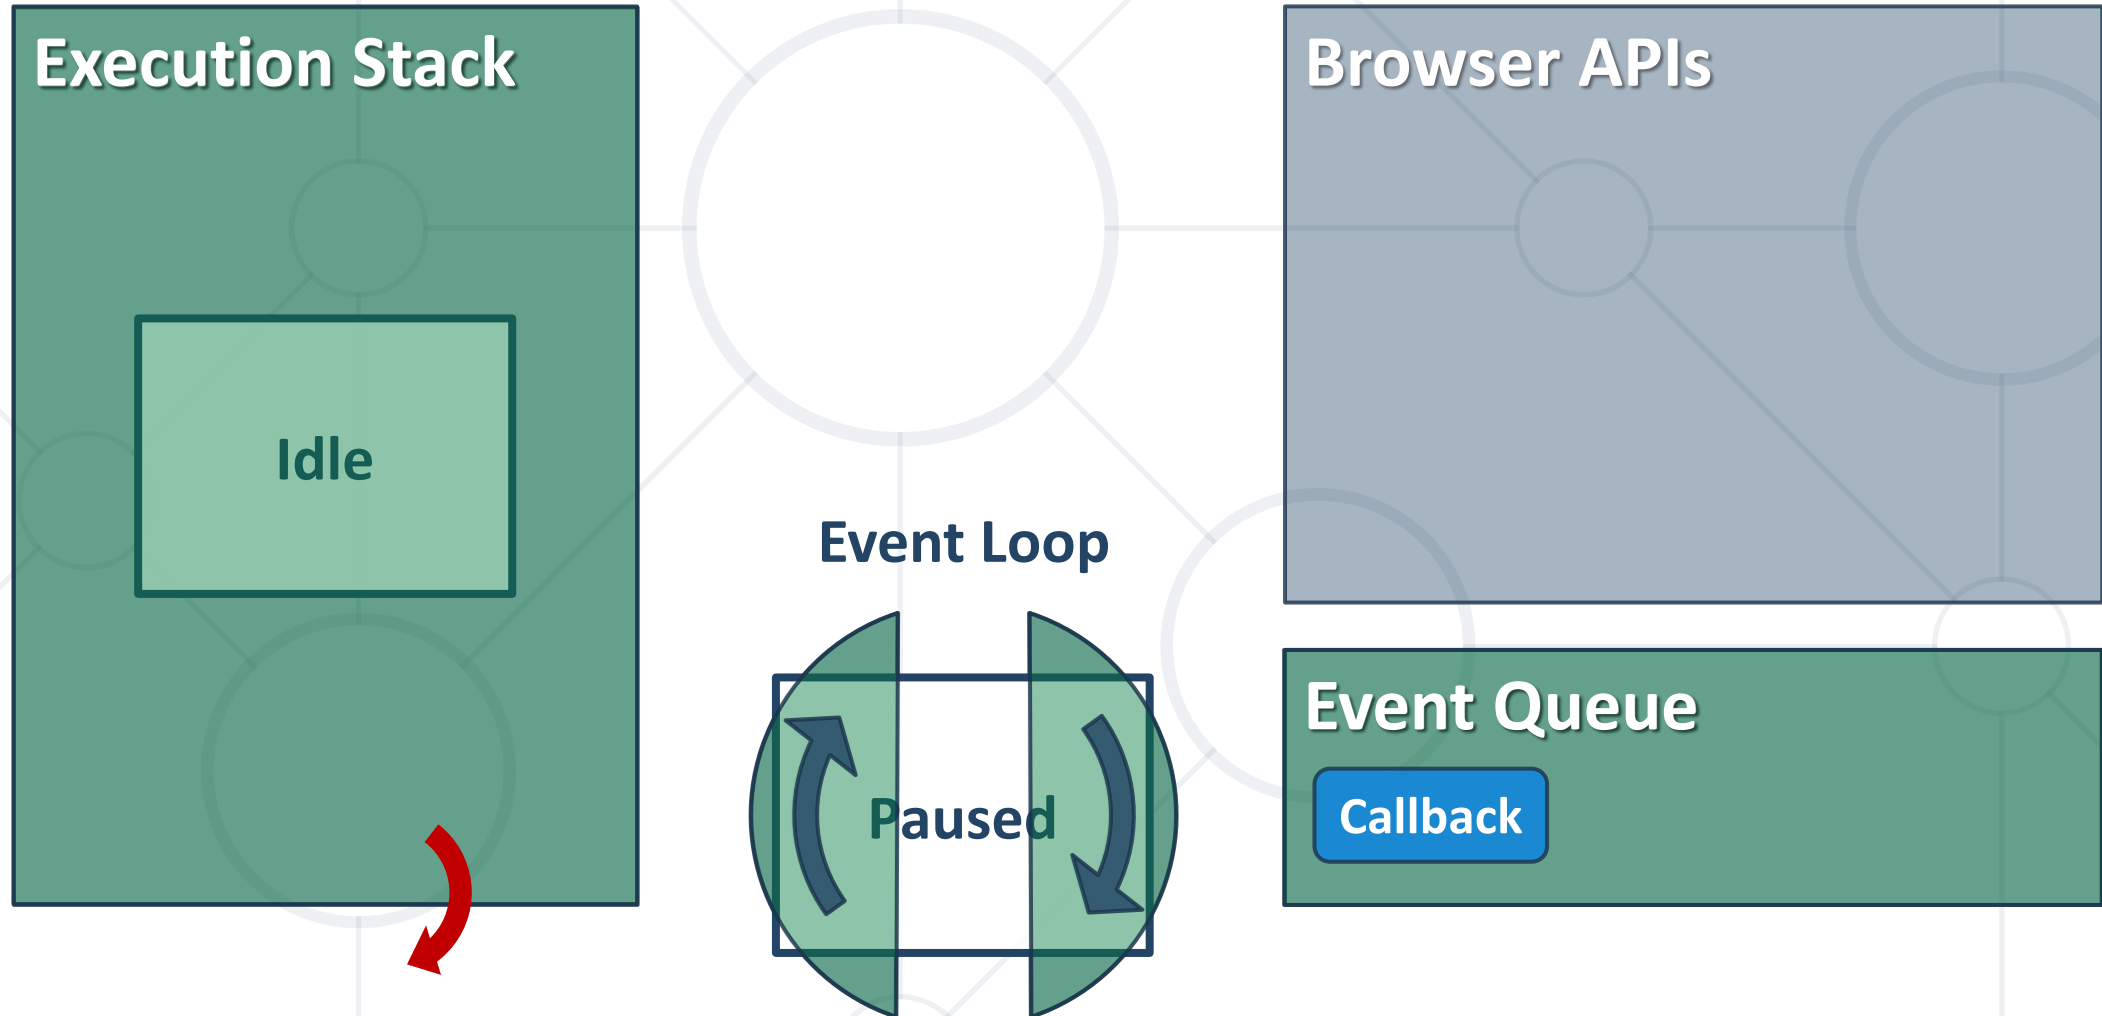 Execution Stack
Idle
Event Loop
Paused
Browser APIs
Event Queue
Callback